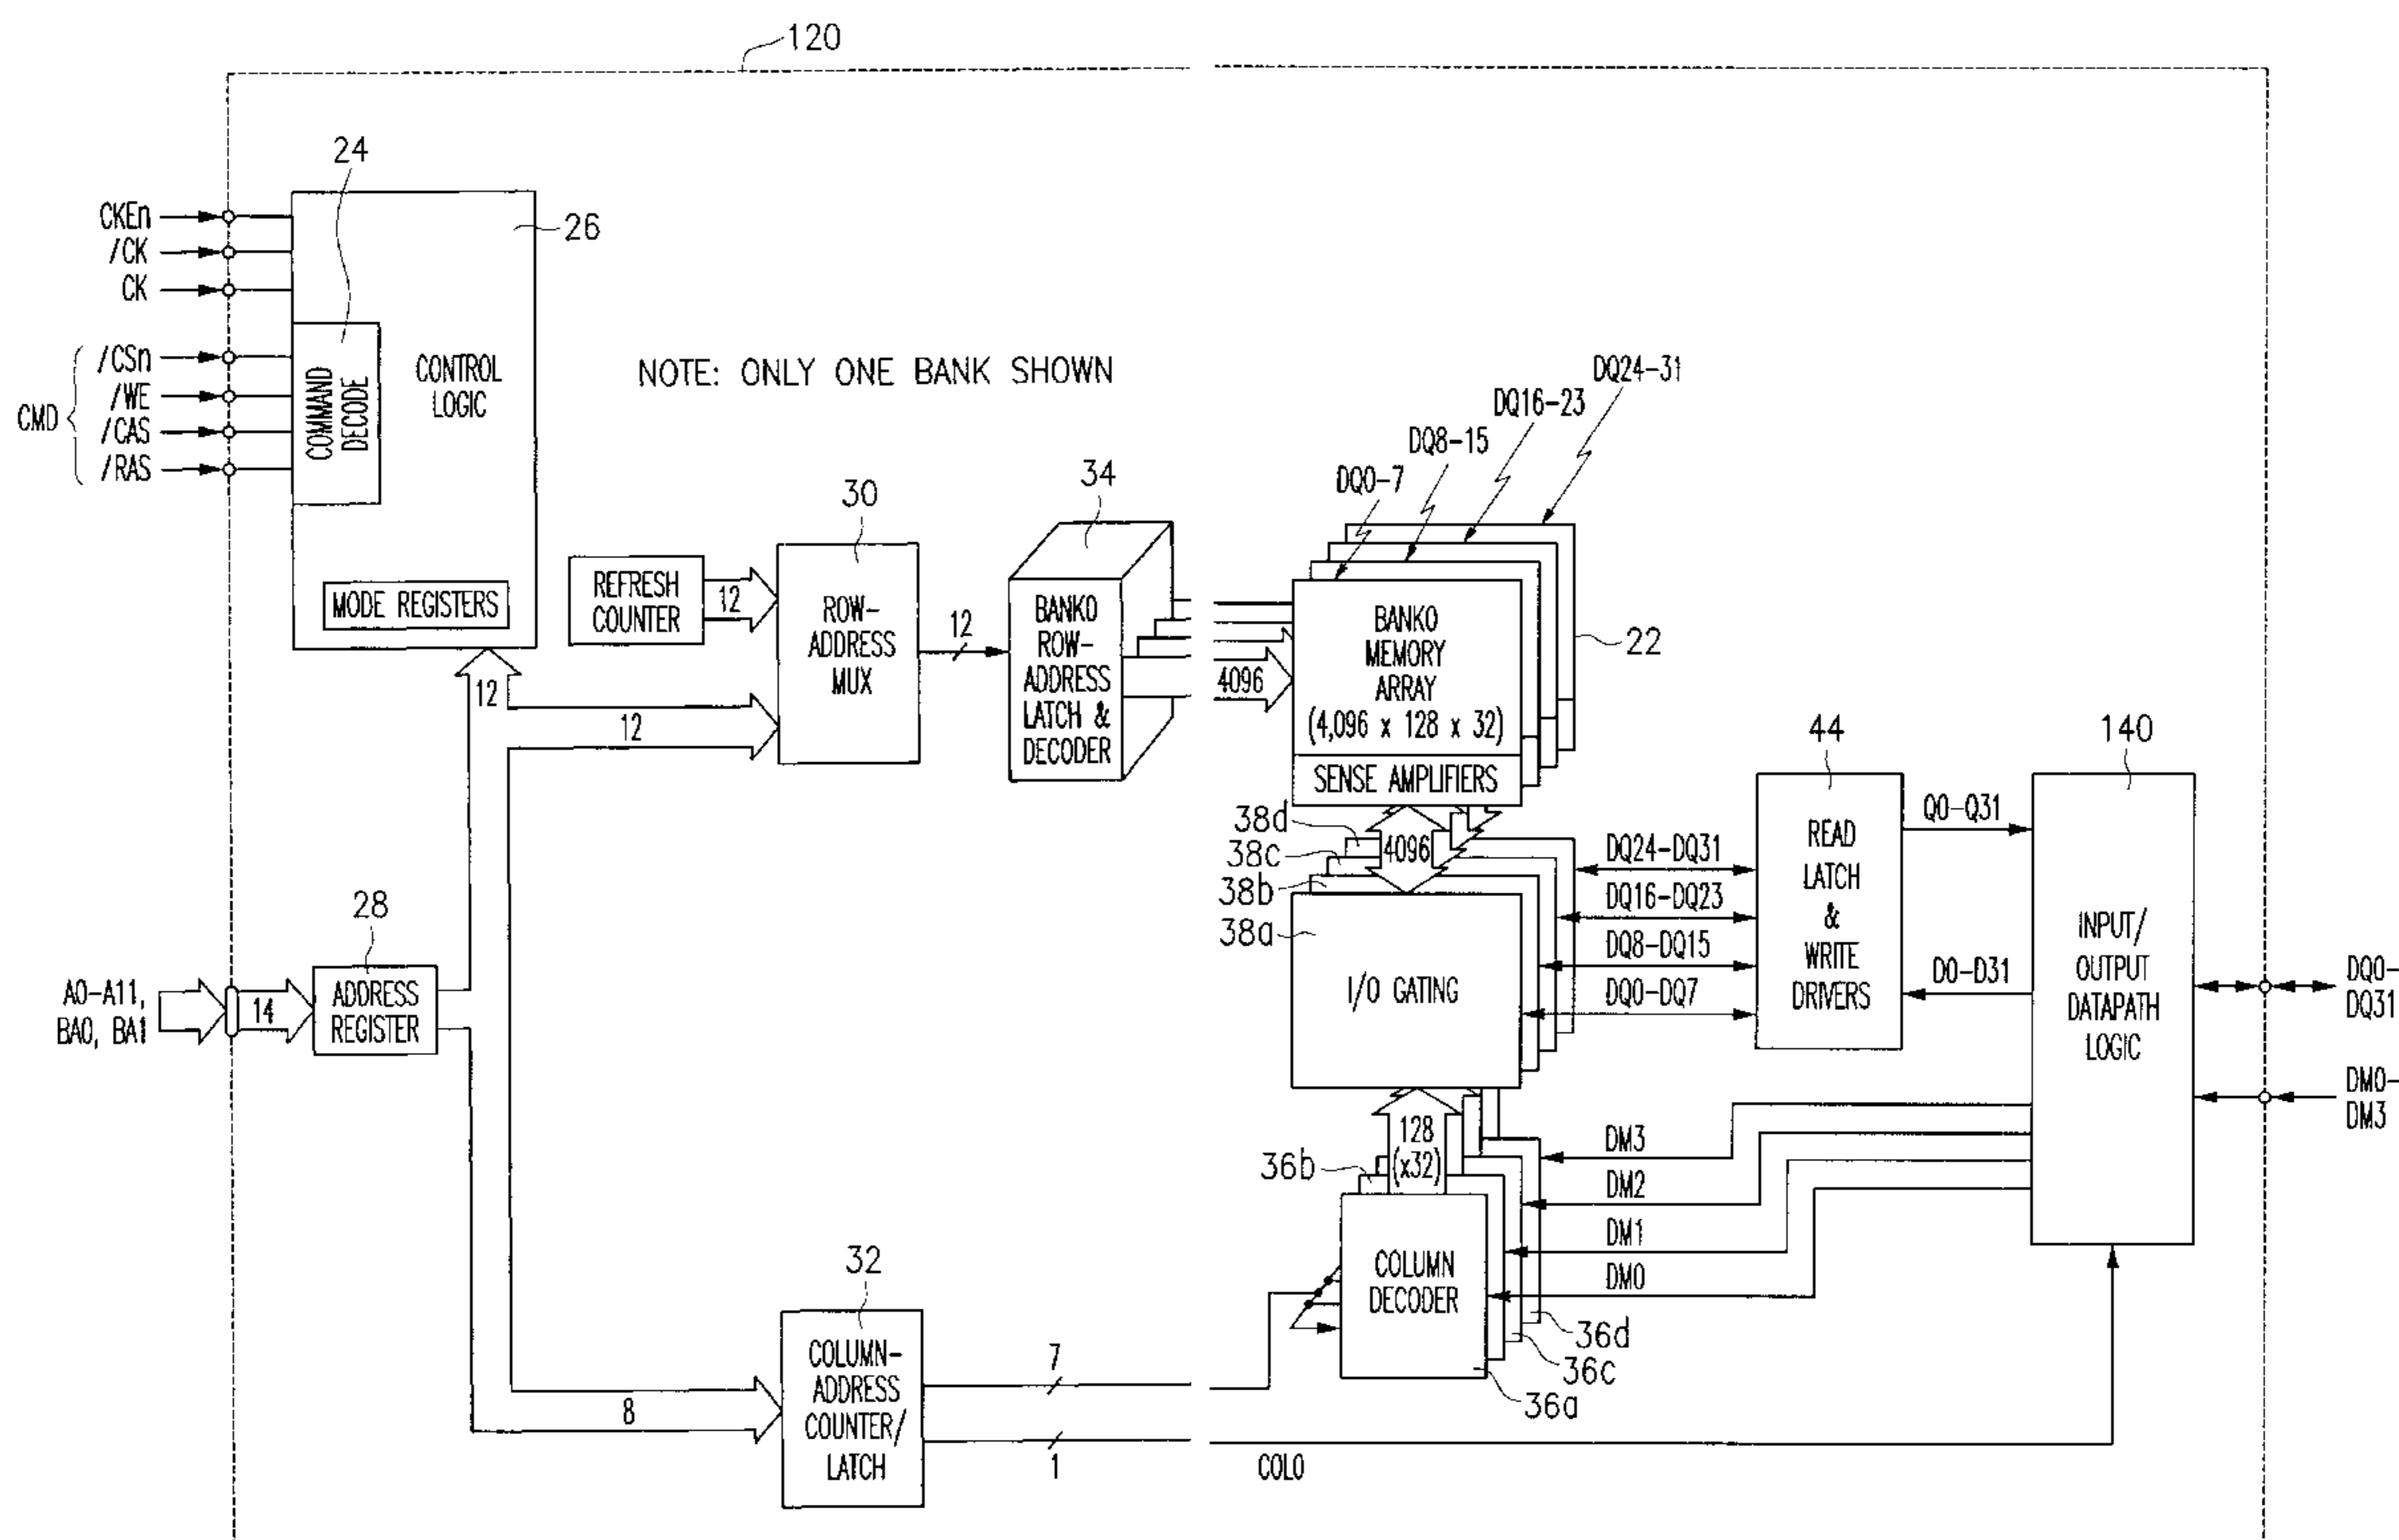 120
24
CKEn
/CK
CK
26
CMD
/CSn
/WE
/CAS
/RAS
COMMAND
DECODE
CONTROL
LOGIC
MODE REGISTERS
NOTE: ONLY ONE BANK SHOWN
DQ24-31
DQ16-23
DQ8-15
DQ0-7
30
34
REFRESH
COUNTER
12
ROW-
ADDRESS
MUX
12
BANK0
ROW-
ADDRESS
LATCH &
DECODER
4096
BANK0
MEMORY
ARRAY
(4,096 x 128 x 32)
SENSE AMPLIFIERS
22
12
12
44
140
38d
38c
38b
38a
4096
I/O GATING
DQ24-DQ31
DQ16-DQ23
DQ8-DQ15
DQ0-DQ7
READ
LATCH
&
WRITE
DRIVERS
Q0-Q31
D0-D31
INPUT/
OUTPUT
DATAPATH
LOGIC
DQ0-
DQ31
DM0-
DM3
28
A0-A11,
BA0, BA1
14
ADDRESS
REGISTER
128
(x32)
36b
DM3
DM2
DM1
DM0
COLUMN
DECODER
36d
36c
36a
32
8
COLUMN-
ADDRESS
COUNTER/
LATCH
7
1
COL0